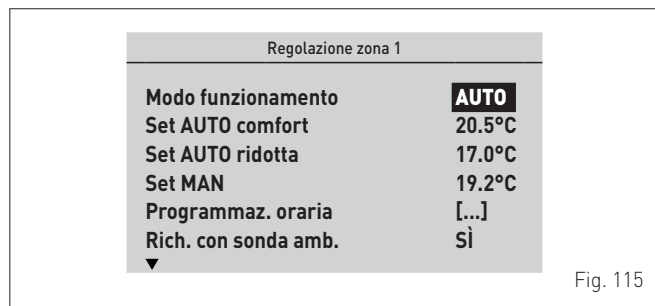 Regolazione zona 1
Modo funzionamento AUTO
Set AUTO comfort 20.5°C
Set AUTO ridotta 17.0°C
Set MAN 19.2°C
Programmaz. oraria [...]
Rich. con sonda amb. SÌ
Fig. 115